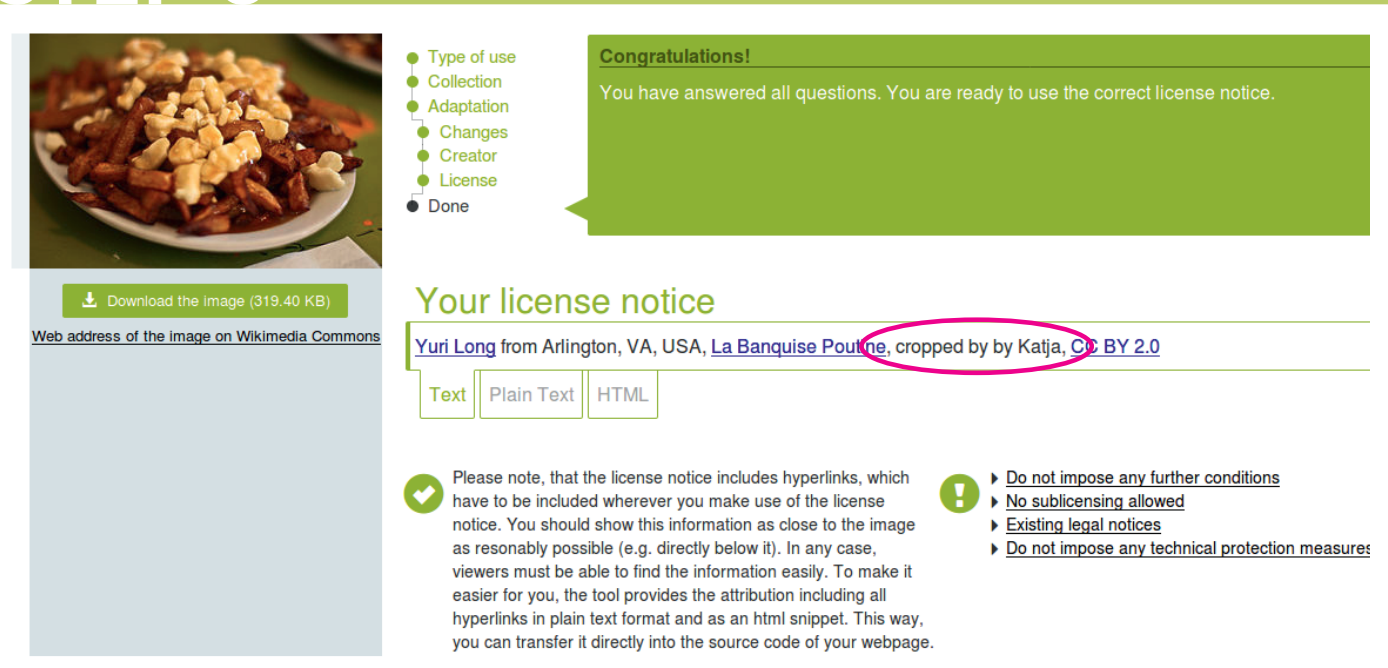 Type of use
Collection
Adaptation
Changes
Creator
License
Done
Congratulations!
You have answered all questions. You are ready to use the correct license notice.
Download the image (319.40 KB)
Web address of the image on Wikimedia Commons
Your license notice
Yuri Long from Arlington, VA, USA, La Banquise Poutine, cropped by by Katja, CC BY 2.0
Text
Plain Text
HTML
Please note, that the license notice includes hyperlinks, which
have to be included wherever you make use of the license
notice. You should show this information as close to the image
as resonably possible (e.g. directly below it). In any case,
viewers must be able to find the information easily. To make it
easier for you, the tool provides the attribution including all
hyperlinks in plain text format and as an html snippet. This way,
you can transfer it directly into the source code of your webpage.
Do not impose any further conditions
No sublicensing allowed
Existing legal notices
Do not impose any technical protection measures